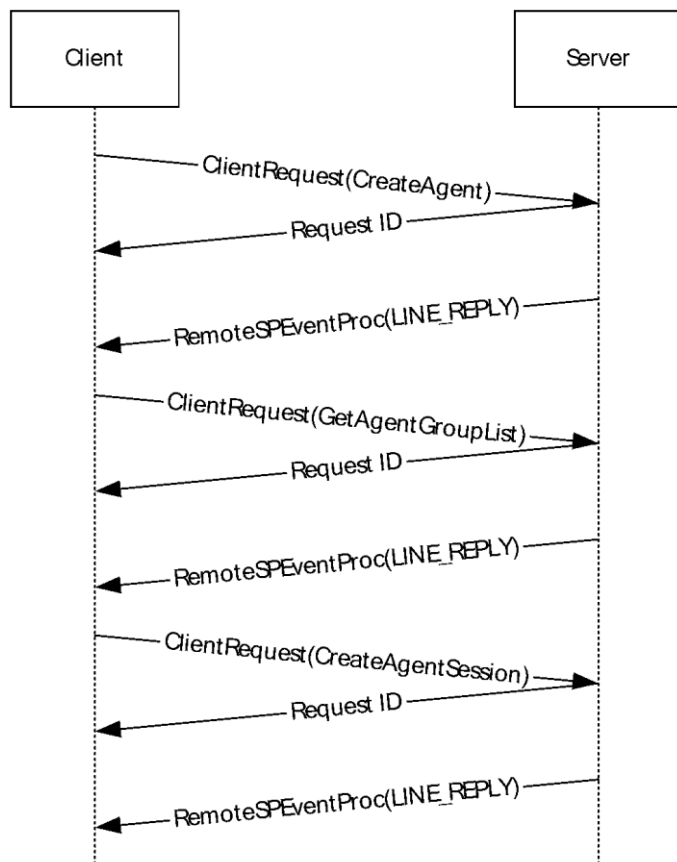 Client
Server
ClientRequest(CreateAgent)
Request ID
RemoteSPEventProc(LINE_REPLY)
ClientRequest(GetAgentGroupList)
Request ID
RemoteSPEventProc(LINE_REPLY)
ClientRequest(CreateAgentSession)
Request ID
RemoteSPEventProc(LINE_REPLY)